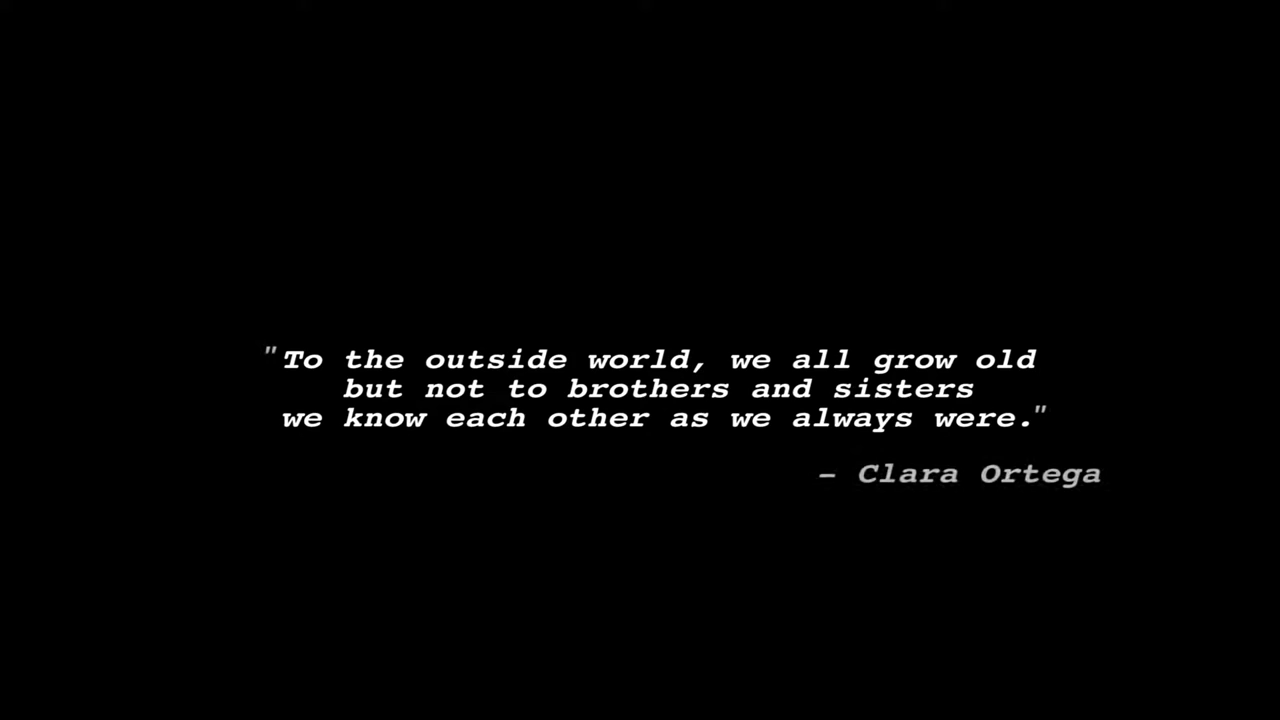 "To the outside world, we all grow old
but not to brothers and sisters
we know each other as we always were."
– Clara Ortega